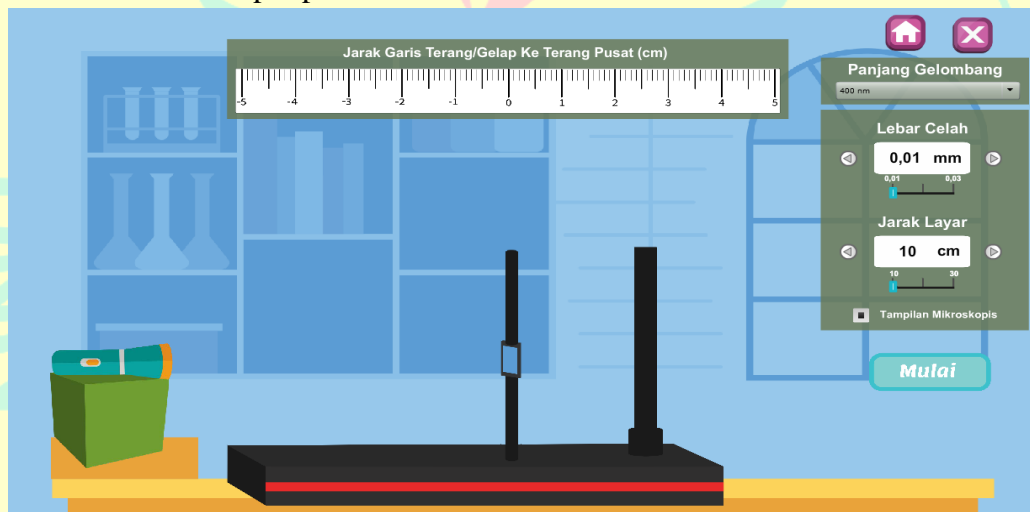 Jarak Garis Terang/Gelap Ke Terang Pusat (cm)
-5 -4 -3 -2 -1 0 1 2 3 4 5
Panjang Gelombang
400 nm
Lebar Celah
0,01 mm
0,01 0,03
Jarak Layar
10 cm
10 30
Tampilan Mikroskopis
Mulai